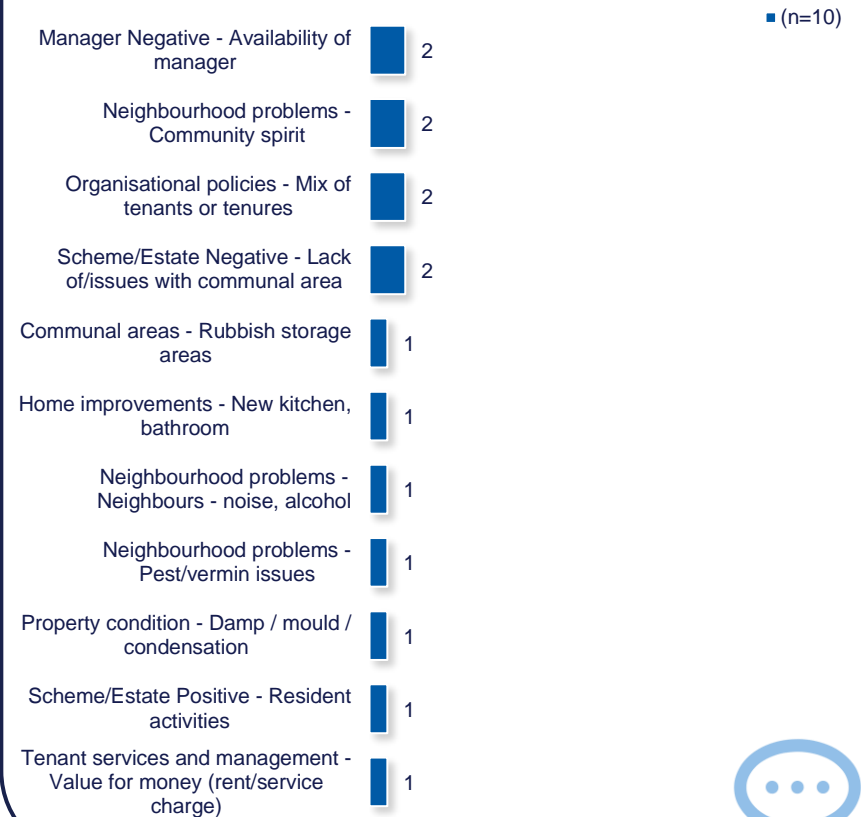 (n=10)
Manager Negative - Availability of
manager
2
Neighbourhood problems -
Community spirit
2
Organisational policies - Mix of
tenants or tenures
2
Scheme/Estate Negative - Lack
of/issues with communal area
2
Communal areas - Rubbish storage
areas
1
Home improvements - New kitchen,
bathroom
1
Neighbourhood problems -
Neighbours - noise, alcohol
1
Neighbourhood problems -
Pest/vermin issues
1
Property condition - Damp / mould /
condensation
1
Scheme/Estate Positive - Resident
activities
1
Tenant services and management -
Value for money (rent/service
charge)
1